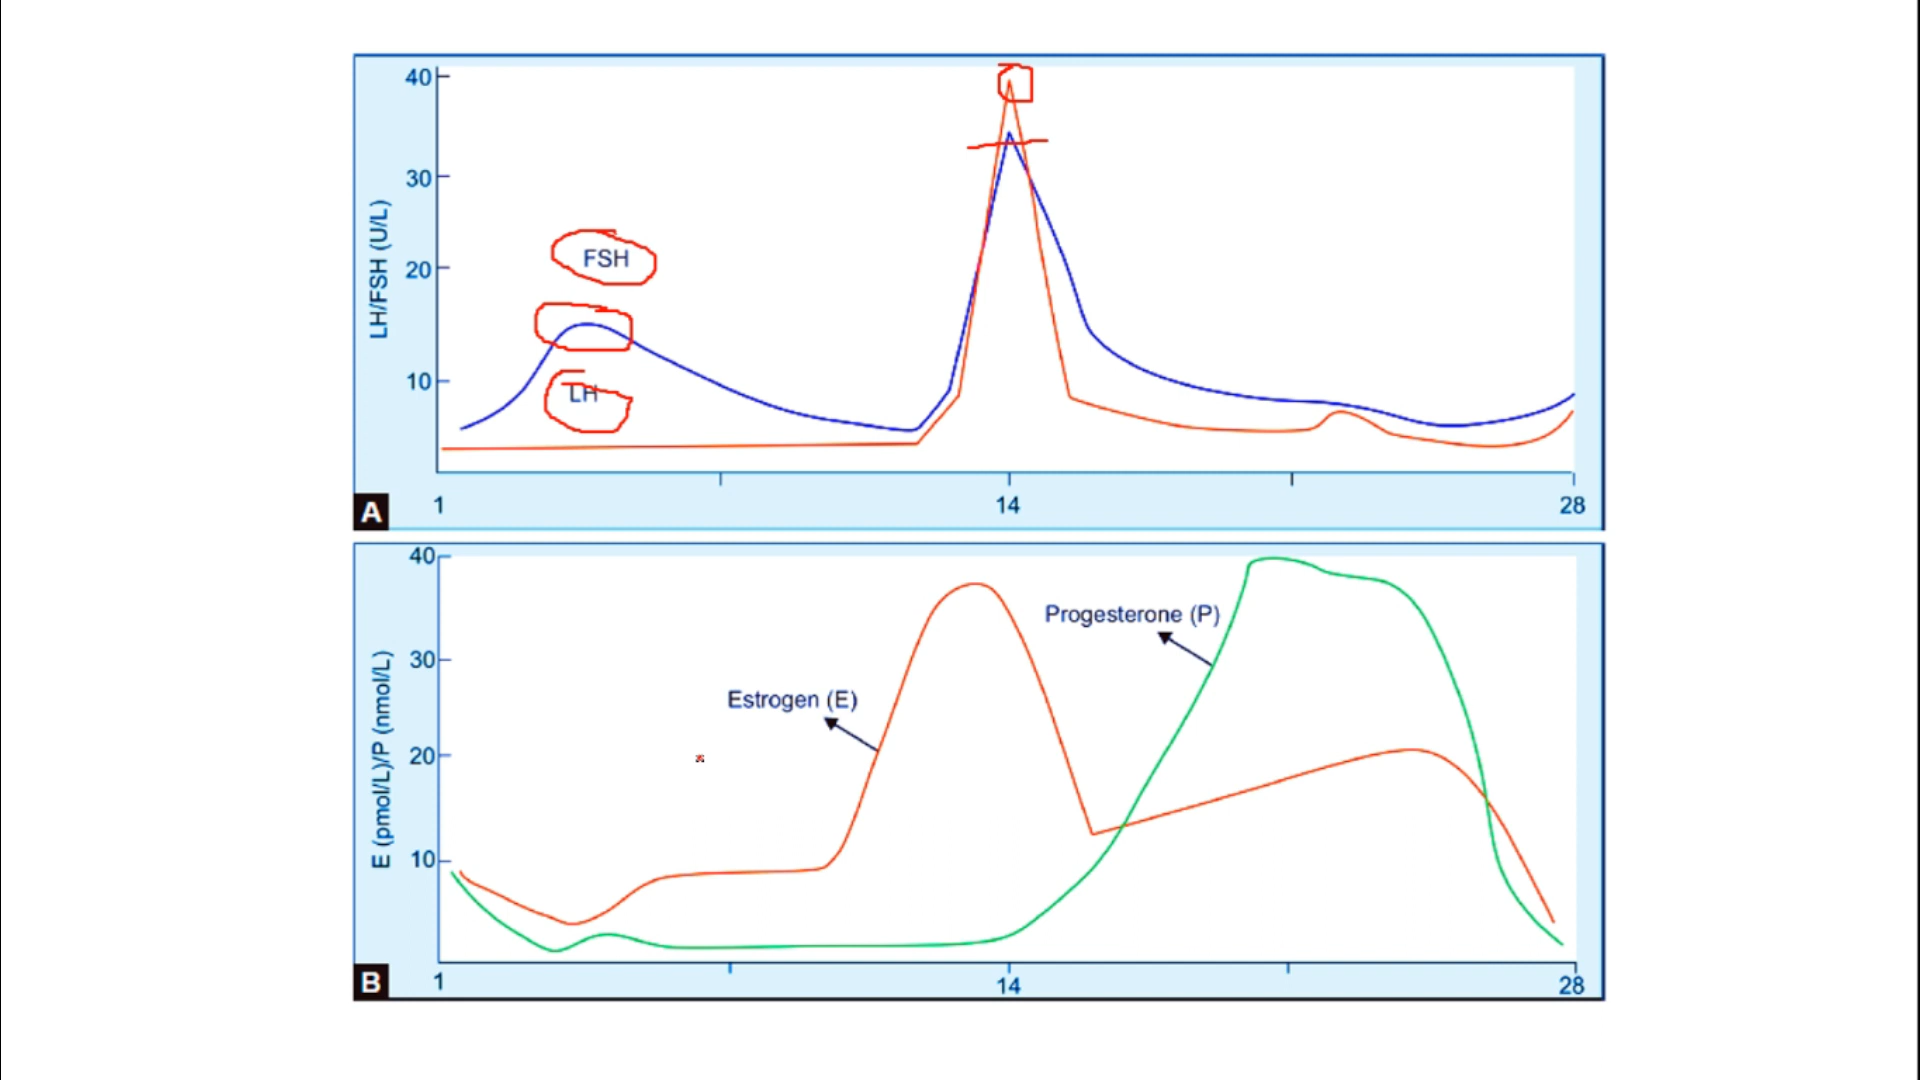 40
30
20
10
LH/FSH (U/L)
FSH
LH
1 14 28
A
40
30
20
10
E (pmol/L)/P (nmol/L)
Progesterone (P)
Estrogen (E)
1 14 28
B